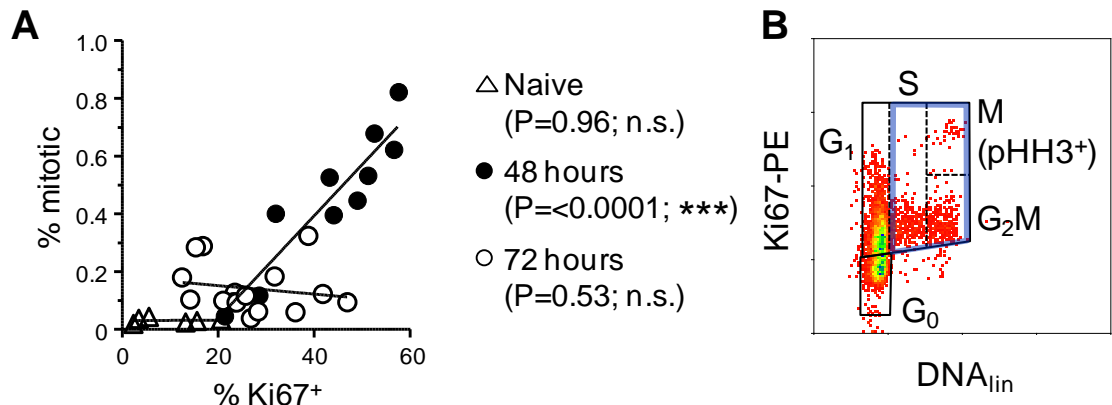 A
1.0
0.8
0.6
0.4
0.2
0
0
20
40
60
% mitotic
% Ki67⁺
Naive
(P=0.96; n.s.)
48 hours
(P=<0.0001; ***)
72 hours
(P=0.53; n.s.)
B
S
M
(pHH3⁺)
G₁
G₂M
G₀
Ki67-PE
DNAlin